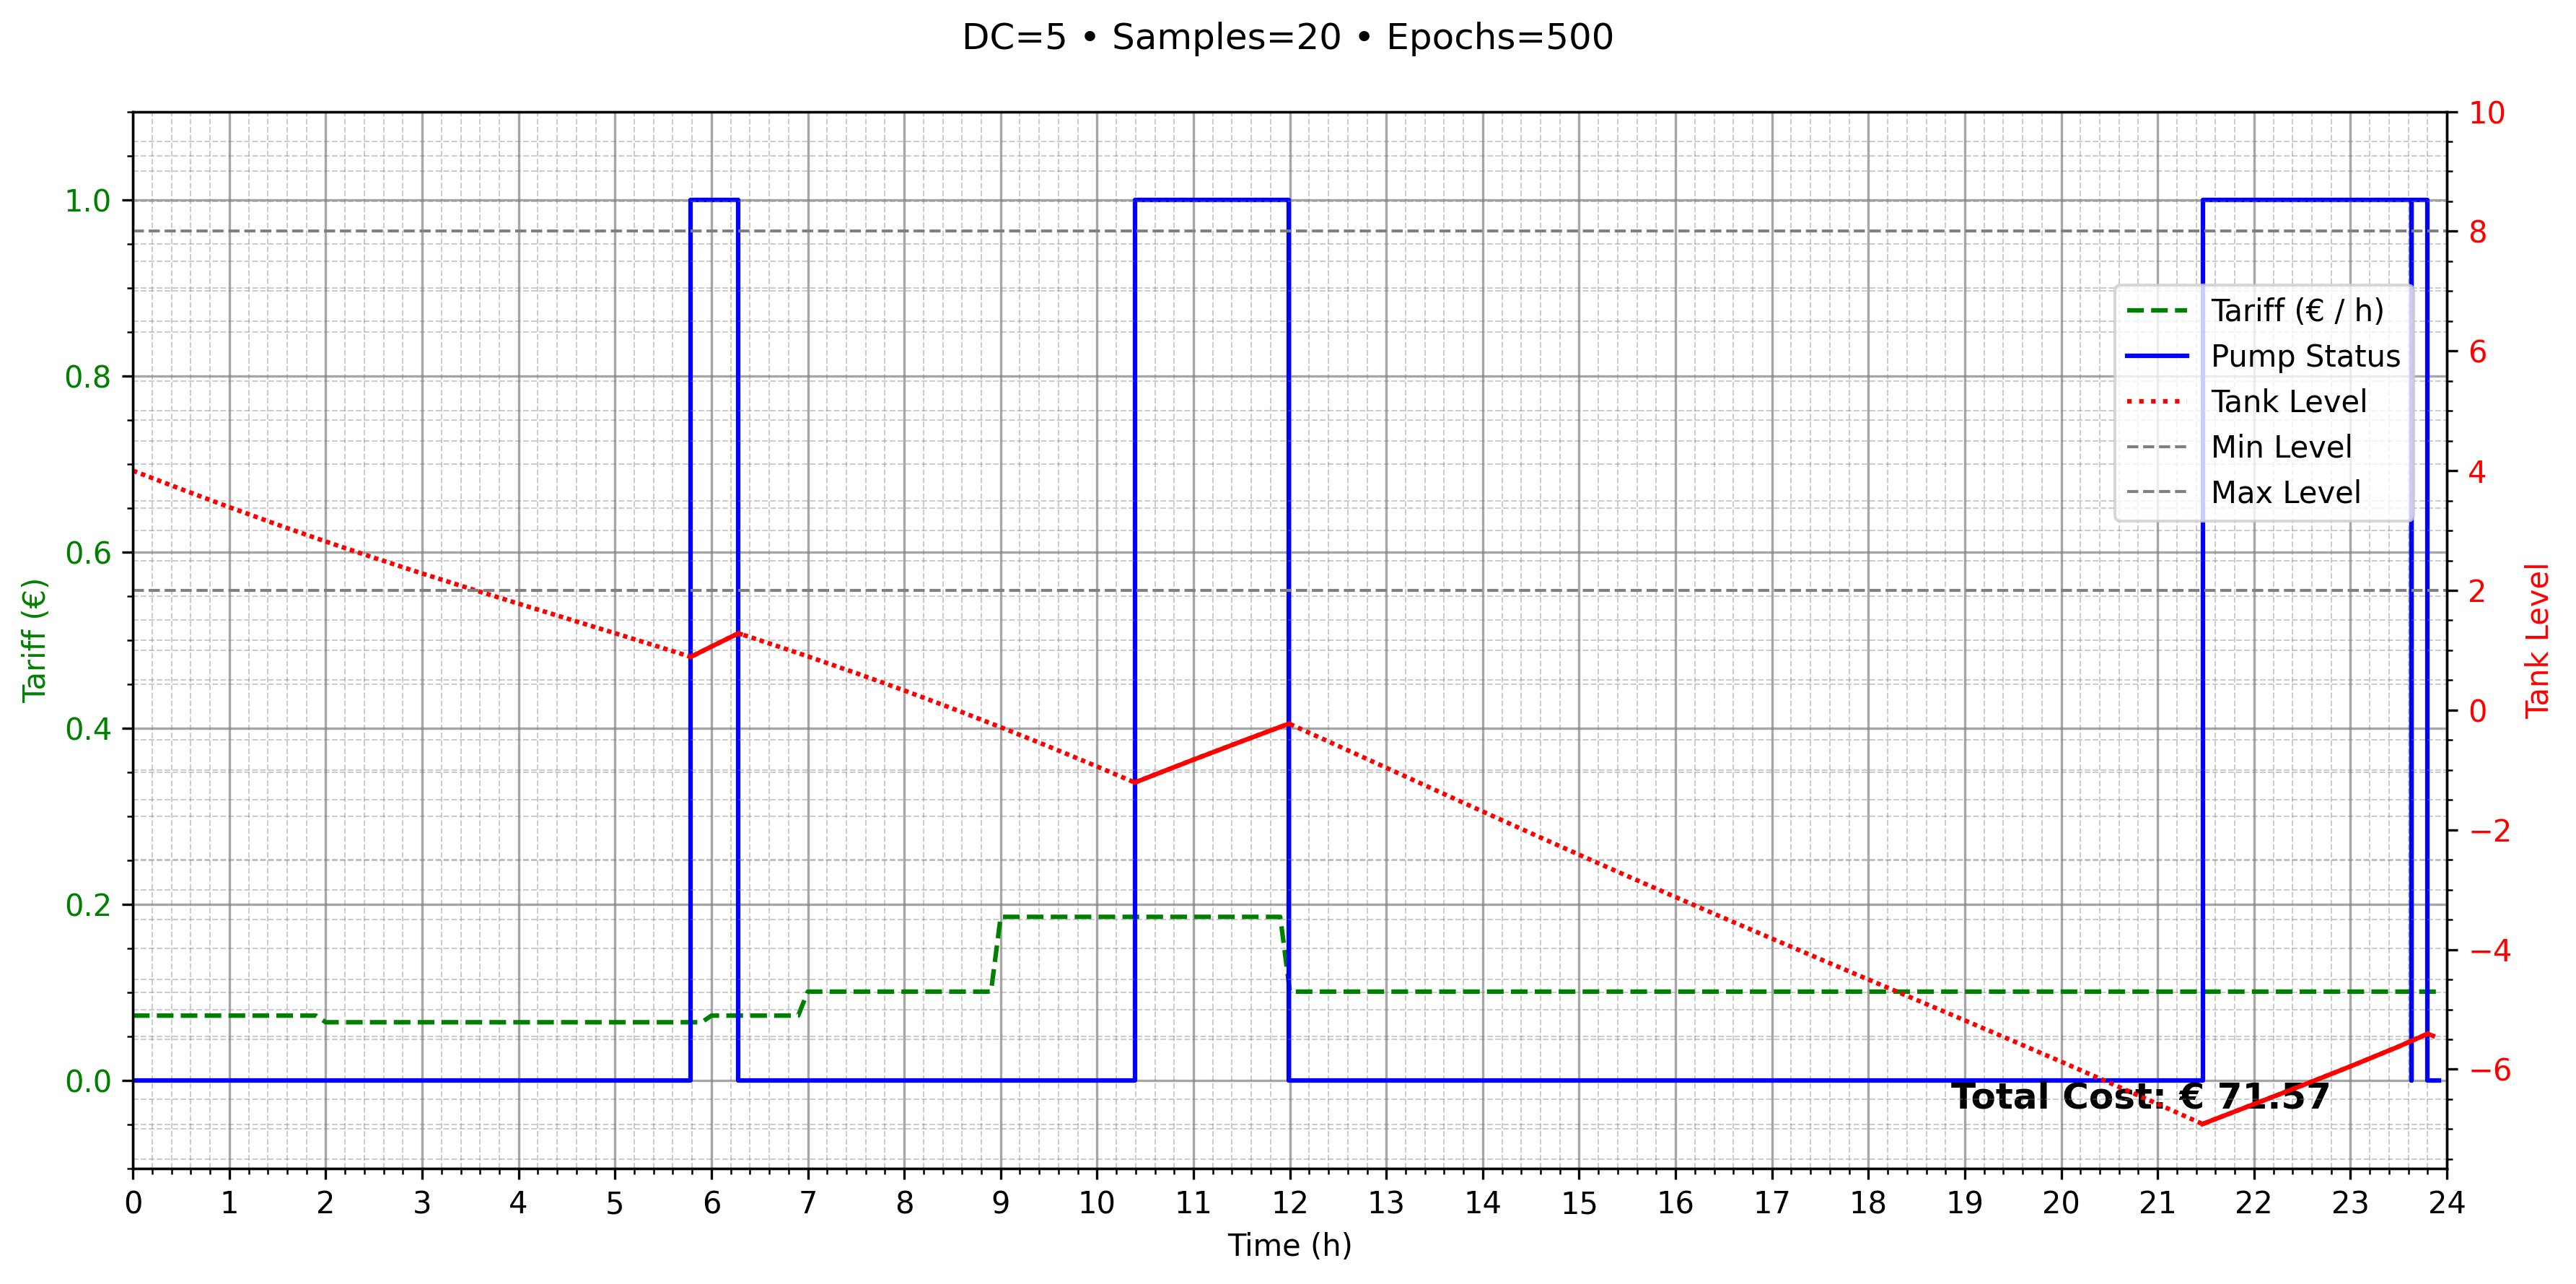 DC=5 • Samples=20 • Epochs=500
Tariff (€)
1.0
0.8
0.6
0.4
0.2
0.0
10
8
6
4
2
0
−2
−4
−6
Tank Level
Tariff (€ / h)
Pump Status
Tank Level
Min Level
Max Level
Total Cost: € 71.57
0 1 2 3 4 5 6 7 8 9 10 11 12 13 14 15 16 17 18 19 20 21 22 23 24
Time (h)